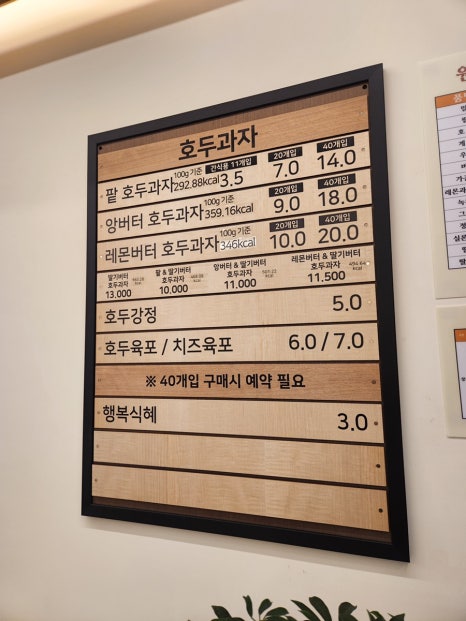 호두과자
100g 기준 간식용 11개입 20개입 40개입
팥 호두과자 292.88kcal 3.5 7.0 14.0
100g 기준 20개입 40개입
앙버터 호두과자 359.16kcal 9.0 18.0
100g 기준 20개입 40개입
레몬버터 호두과자 346kcal 10.0 20.0
딸기버터 팥 & 딸기버터 앙버터 & 딸기버터 레몬버터 & 딸기버터
호두과자 호두과자 호두과자 호두과자
13.000 10.000 11.000 11.500
호두강정 5.0
호두육포 / 치즈육포 6.0 / 7.0
※ 40개입 구매시 예약 필요
행복식혜 3.0